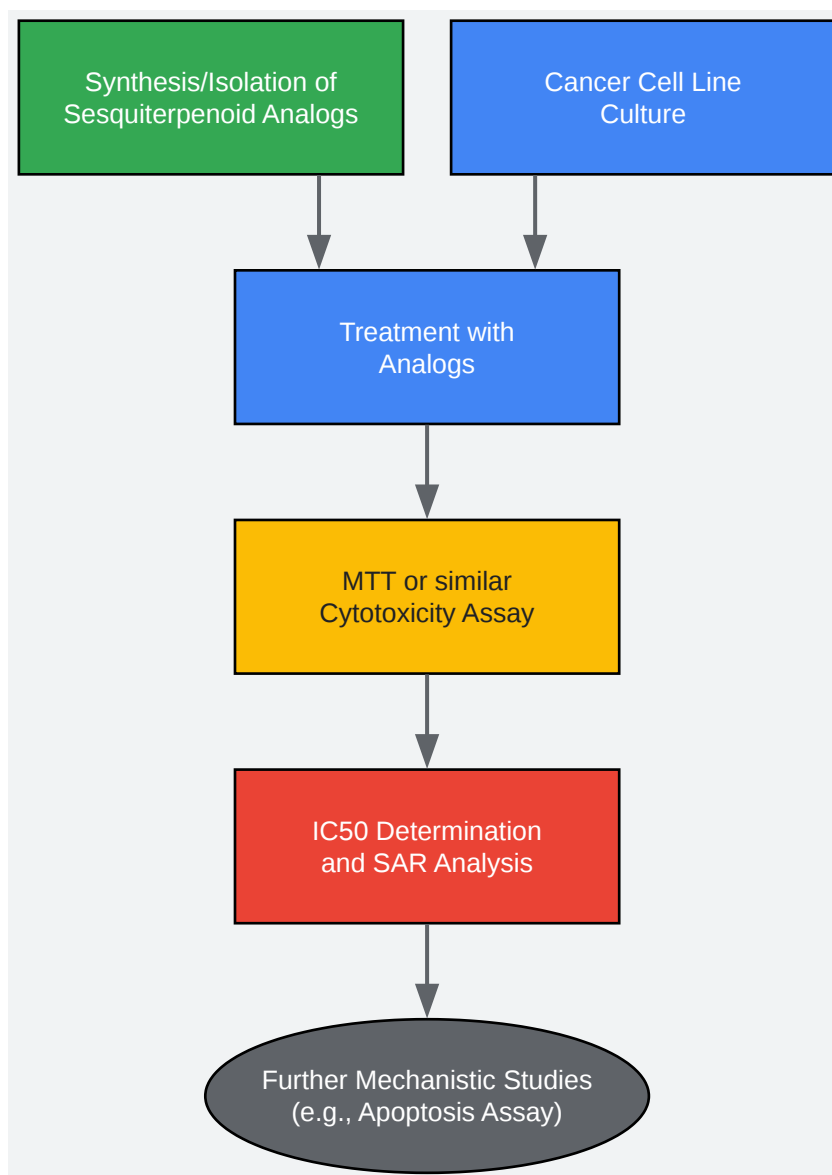 Synthesis/Isolation of
Sesquiterpenoid Analogs
Cancer Cell Line
Culture
Treatment with
Analogs
MTT or similar
Cytotoxicity Assay
IC50 Determination
and SAR Analysis
Further Mechanistic Studies
(e.g., Apoptosis Assay)